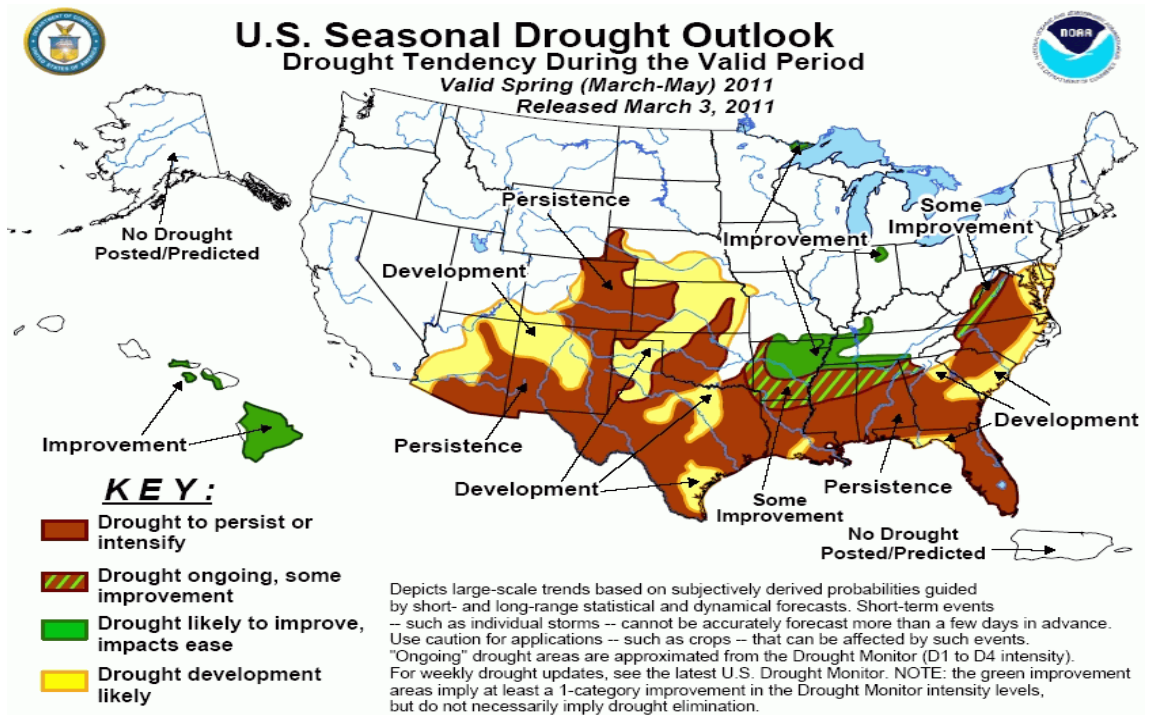 U.S. Seasonal Drought Outlook
Drought Tendency During the Valid Period
Valid Spring (March-May) 2011
Released March 3, 2011
NOAA
No Drought
Posted/Predicted
Persistence
Development
Improvement
Some
Improvement
Improvement
Persistence
Development
Some
Improvement
Persistence
Development
No Drought
Posted/Predicted
KEY:
Drought to persist or
intensify
Drought ongoing, some
improvement
Drought likely to improve,
impacts ease
Drought development
likely
Depicts large-scale trends based on subjectively derived probabilities guided
by short- and long-range statistical and dynamical forecasts. Short-term events
-- such as individual storms -- cannot be accurately forecast more than a few days in advance.
Use caution for applications -- such as crops -- that can be affected by such events.
"Ongoing" drought areas are approximated from the Drought Monitor (D1 to D4 intensity).
For weekly drought updates, see the latest U.S. Drought Monitor. NOTE: the green improvement
areas imply at least a 1-category improvement in the Drought Monitor intensity levels,
but do not necessarily imply drought elimination.